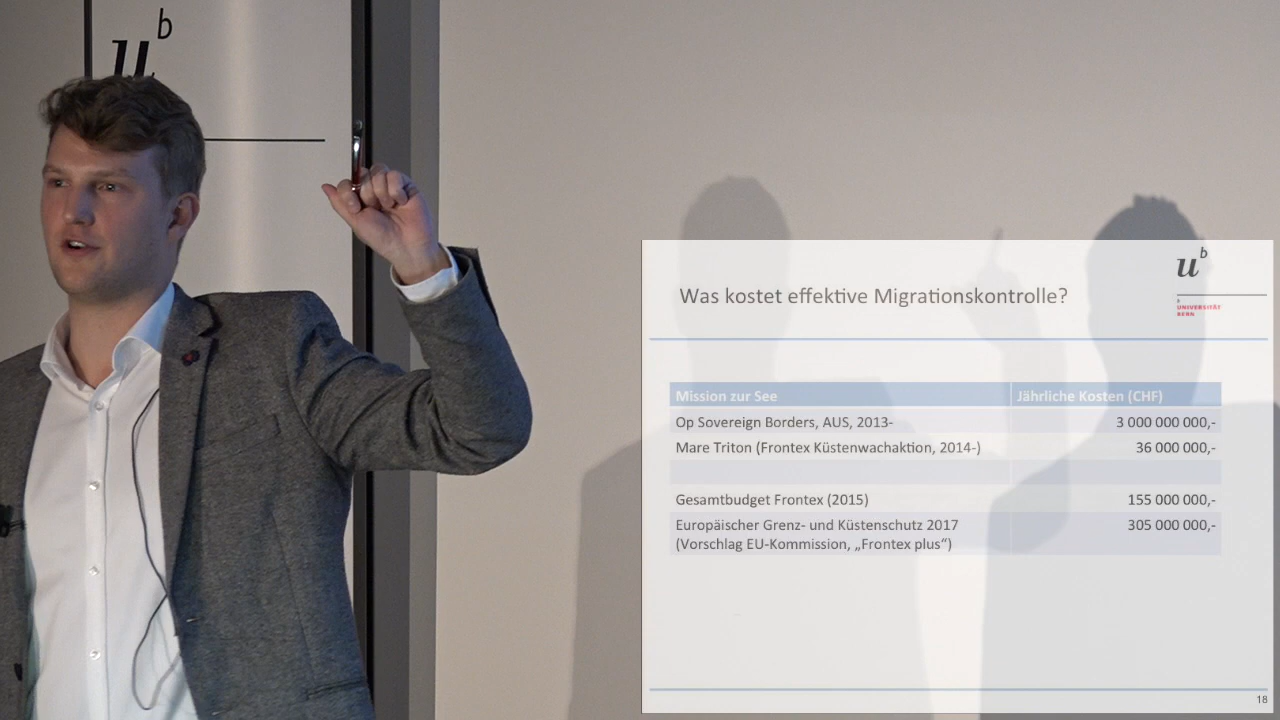 u b
u b
b
UNIVERSITÄT
BERN
Was kostet effektive Migrationskontrolle?
Mission zur See Jährliche Kosten (CHF)
Op Sovereign Borders, AUS, 2013- 3 000 000 000,-
Mare Triton (Frontex Küstenwachaktion, 2014-) 36 000 000,-
Gesamtbudget Frontex (2015) 155 000 000,-
Europäischer Grenz- und Küstenschutz 2017 305 000 000,-
(Vorschlag EU-Kommission, „Frontex plus“)
18